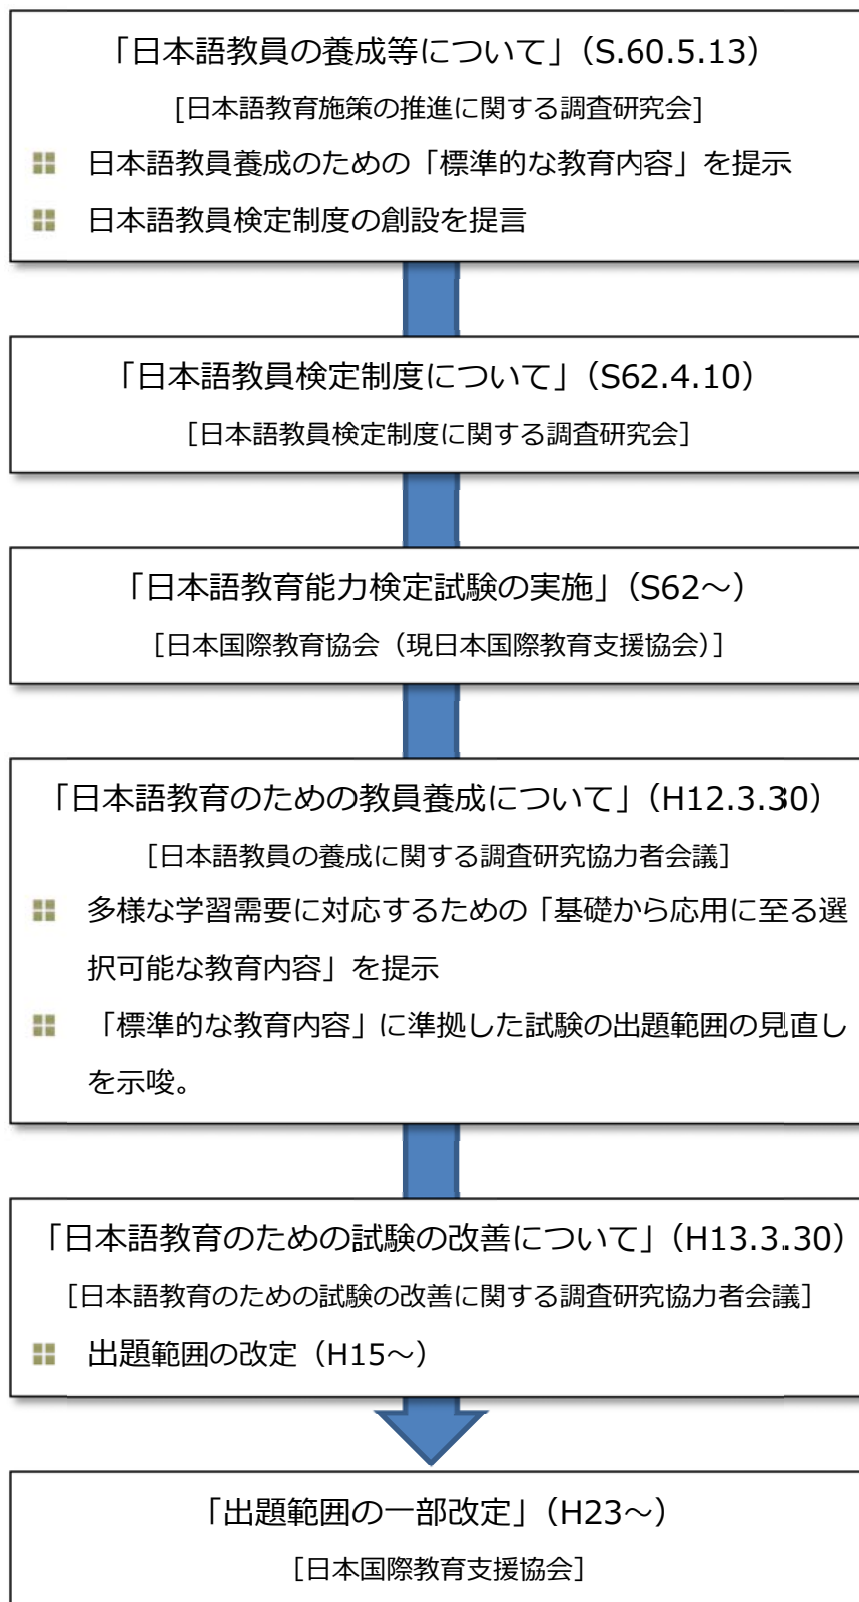 「日本語教員の養成等について」（S.60.5.13）
[日本語教育施策の推進に関する調査研究会]
日本語教員養成のための「標準的な教育内容」を提示
日本語教員検定制度の創設を提言
「日本語教員検定制度について」（S62.4.10）
［日本語教員検定制度に関する調査研究会］
「日本語教育能力検定試験の実施」（S62～）
［日本国際教育協会（現日本国際教育支援協会）］
「日本語教育のための教員養成について」（H12.3.30）
［日本語教員の養成に関する調査研究協力者会議］
多様な学習需要に対応するための「基礎から応用に至る選
択可能な教育内容」を提示
「標準的な教育内容」に準拠した試験の出題範囲の見直し
を示唆。
「日本語教育のための試験の改善について」（H13.3.30）
［日本語教育のための試験の改善に関する調査研究協力者会議］
出題範囲の改定（H15～）
「出題範囲の一部改定」（H23～）
［日本国際教育支援協会］